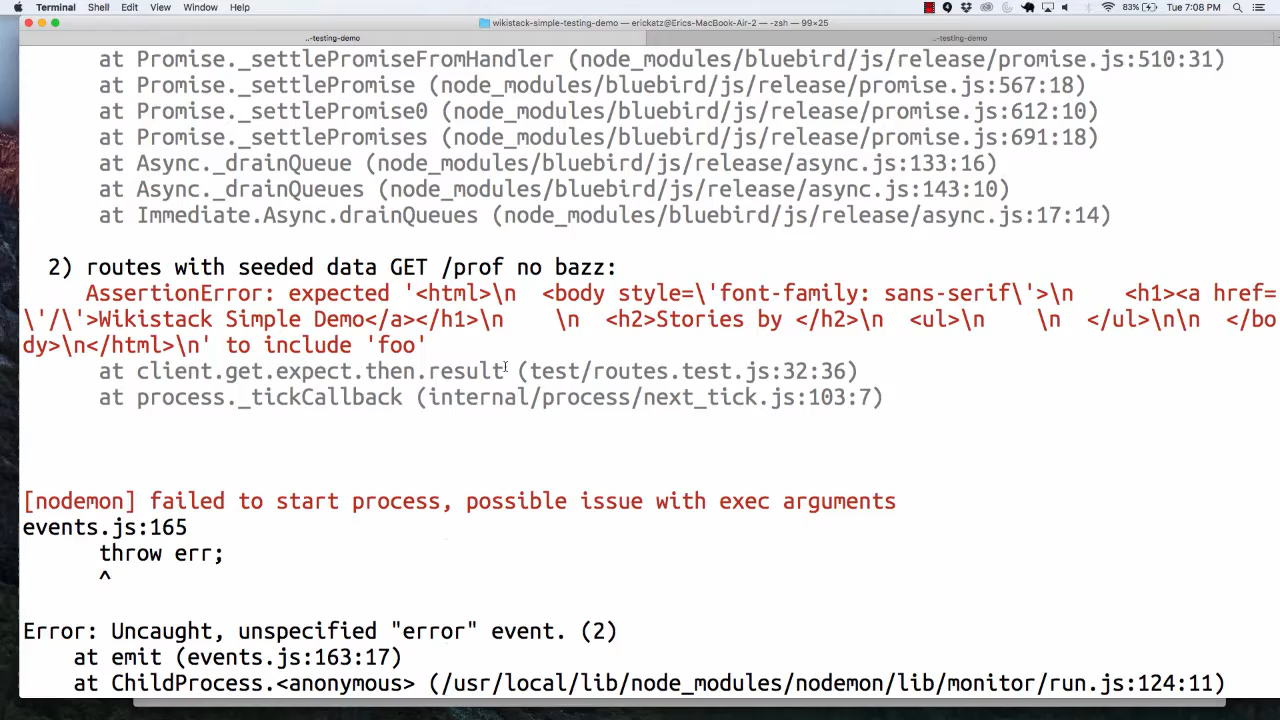 Terminal Shell Edit View Window Help 83% Tue 7:08 PM
wikistack-simple-testing-demo — erickatz@Erics-MacBook-Air-2 — -zsh — 99×25
..-testing-demo ..-testing-demo
at Promise._settlePromiseFromHandler (node_modules/bluebird/js/release/promise.js:510:31)
at Promise._settlePromise (node_modules/bluebird/js/release/promise.js:567:18)
at Promise._settlePromise0 (node_modules/bluebird/js/release/promise.js:612:10)
at Promise._settlePromises (node_modules/bluebird/js/release/promise.js:691:18)
at Async._drainQueue (node_modules/bluebird/js/release/async.js:133:16)
at Async._drainQueues (node_modules/bluebird/js/release/async.js:143:10)
at Immediate.Async.drainQueues (node_modules/bluebird/js/release/async.js:17:14)
2) routes with seeded data GET /prof no bazz:
AssertionError: expected '<html>\n  <body style=\'font-family: sans-serif\'>\n    <h1><a href=
\'/\'>Wikistack Simple Demo</a></h1>\n    \n  <h2>Stories by </h2>\n  <ul>\n    \n  </ul>\n\n  </bo
dy>\n</html>\n' to include 'foo'
at client.get.expect.then.result (test/routes.test.js:32:36)
at process._tickCallback (internal/process/next_tick.js:103:7)
[nodemon] failed to start process, possible issue with exec arguments
events.js:165
throw err;
^
Error: Uncaught, unspecified "error" event. (2)
at emit (events.js:163:17)
at ChildProcess.<anonymous> (/usr/local/lib/node_modules/nodemon/lib/monitor/run.js:124:11)